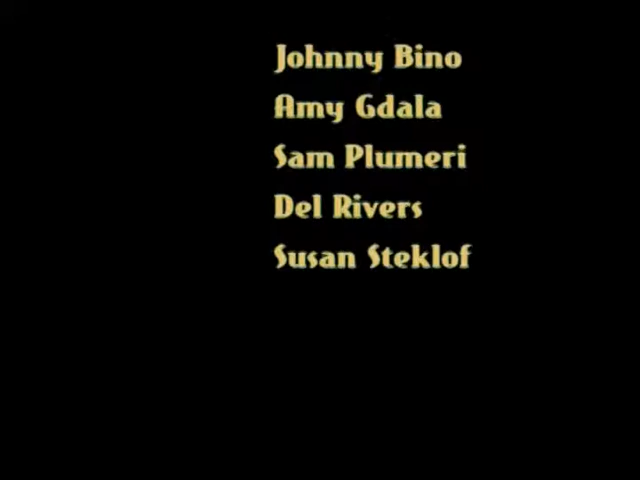 Johnny Bino
Amy Gdala
Sam Plumeri
Del Rivers
Susan Steklof